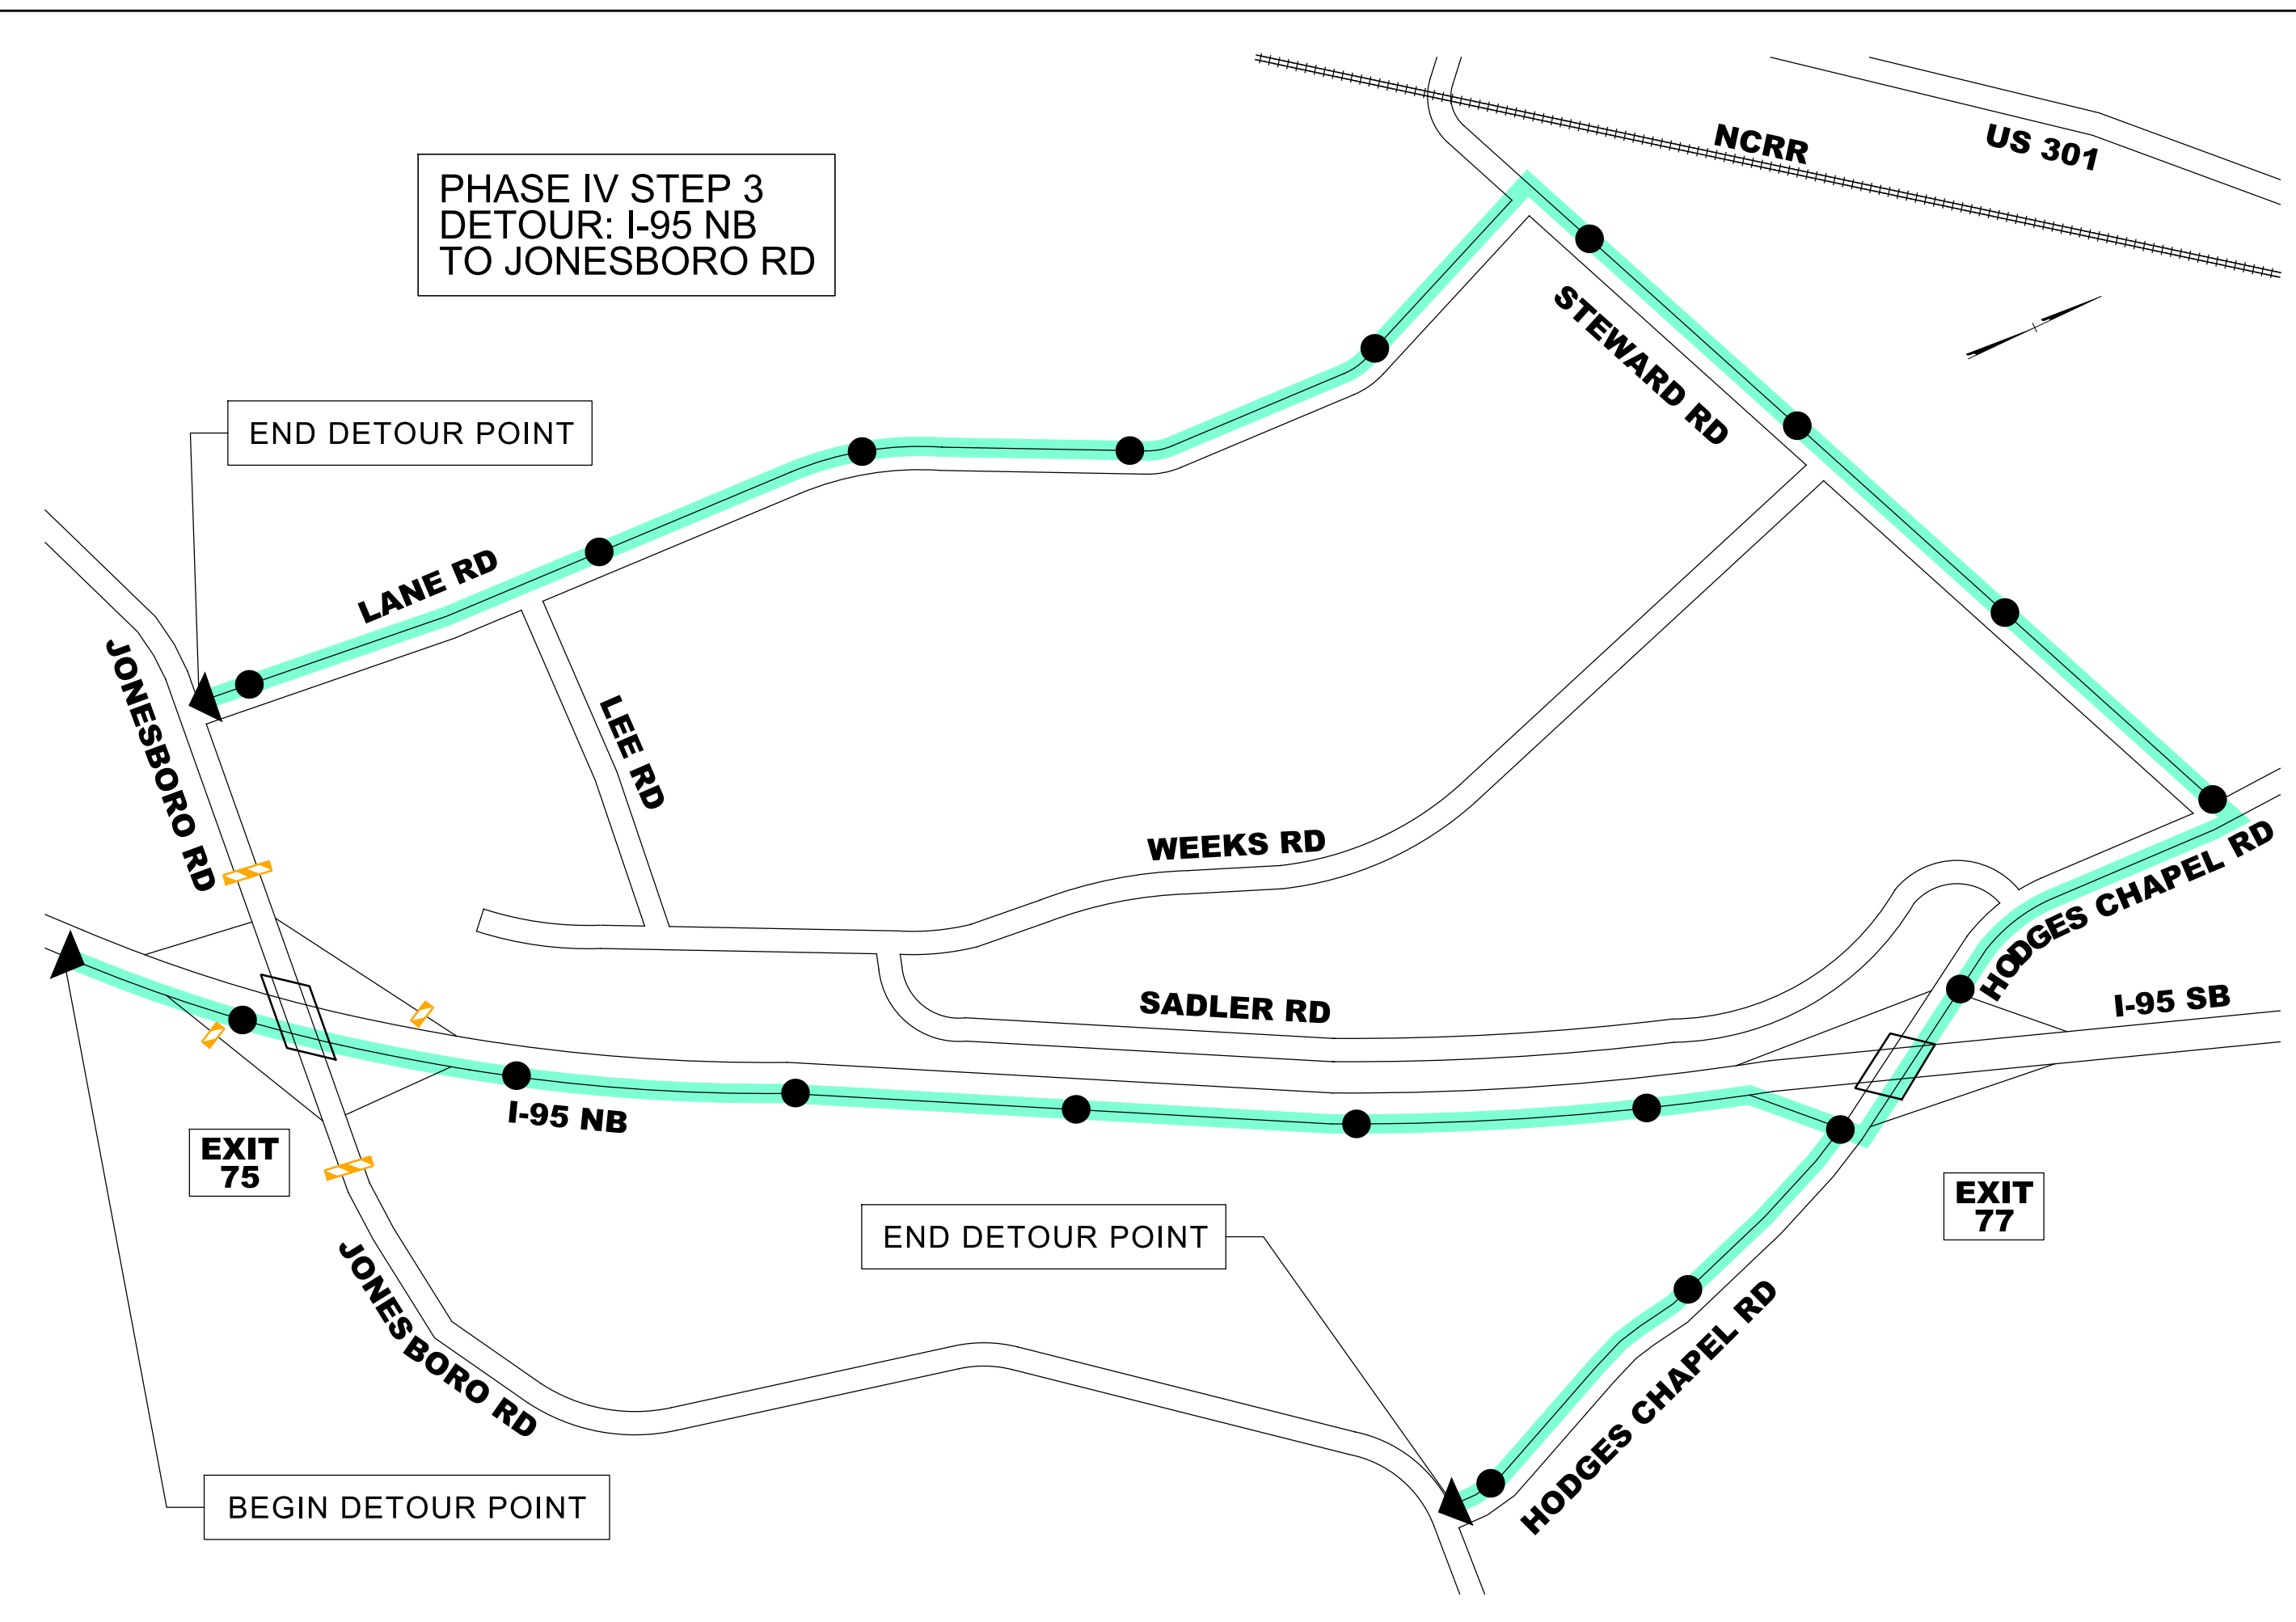 NCRR
US 301
PHASE IV STEP 3
DETOUR: I-95 NB
TO JONESBORO RD
STEWARD RD
END DETOUR POINT
LANE RD
JONESBORO RD
LEE RD
WEEKS RD
HODGES CHAPEL RD
SADLER RD
I-95 SB
I-95 NB
EXIT
75
EXIT
77
END DETOUR POINT
JONESBORO RD
HODGES CHAPEL RD
BEGIN DETOUR POINT